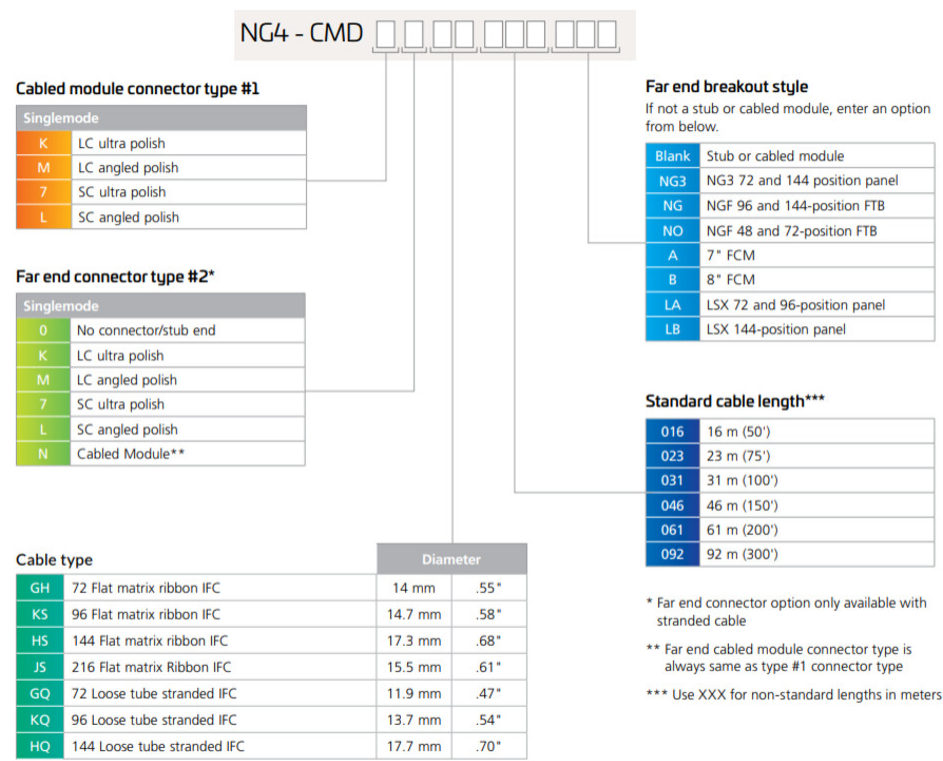 NG4 - CMD
Cabled module connector type #1
Singlemode
K LC ultra polish
M LC angled polish
7 SC ultra polish
L SC angled polish
Far end connector type #2*
Singlemode
0 No connector/stub end
K LC ultra polish
M LC angled polish
7 SC ultra polish
L SC angled polish
N Cabled Module**
Cable type Diameter
GH 72 Flat matrix ribbon IFC 14 mm .55"
KS 96 Flat matrix ribbon IFC 14.7 mm .58"
HS 144 Flat matrix ribbon IFC 17.3 mm .68"
JS 216 Flat matrix Ribbon IFC 15.5 mm .61"
GQ 72 Loose tube stranded IFC 11.9 mm .47"
KQ 96 Loose tube stranded IFC 13.7 mm .54"
HQ 144 Loose tube stranded IFC 17.7 mm .70"
Far end breakout style
If not a stub or cabled module, enter an option
from below.
Blank Stub or cabled module
NG3 NG3 72 and 144 position panel
NG NGF 96 and 144-position FTB
NO NGF 48 and 72-position FTB
A 7" FCM
B 8" FCM
LA LSX 72 and 96-position panel
LB LSX 144-position panel
Standard cable length***
016 16 m (50')
023 23 m (75')
031 31 m (100')
046 46 m (150')
061 61 m (200')
092 92 m (300')
* Far end connector option only available with
stranded cable
** Far end cabled module connector type is
always same as type #1 connector type
*** Use XXX for non-standard lengths in meters